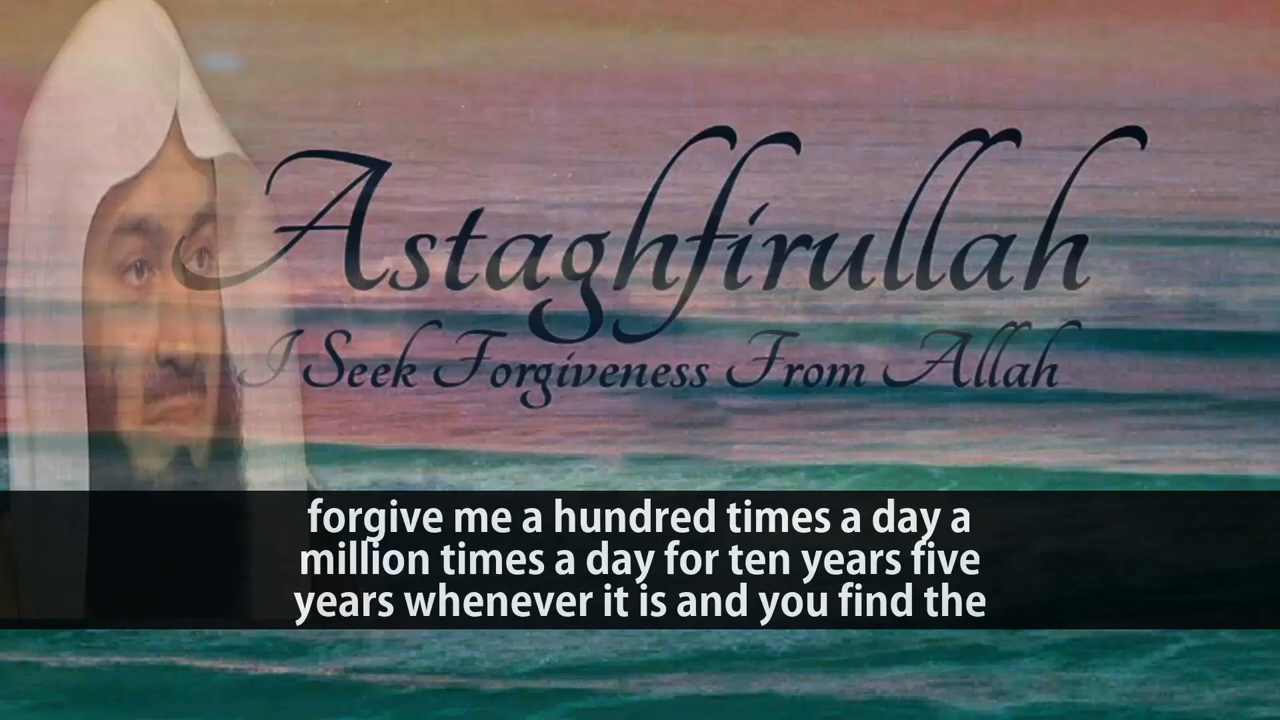 Astaghfirullah
I Seek Forgiveness From Allah
forgive me a hundred times a day a
million times a day for ten years five
years whenever it is and you find the